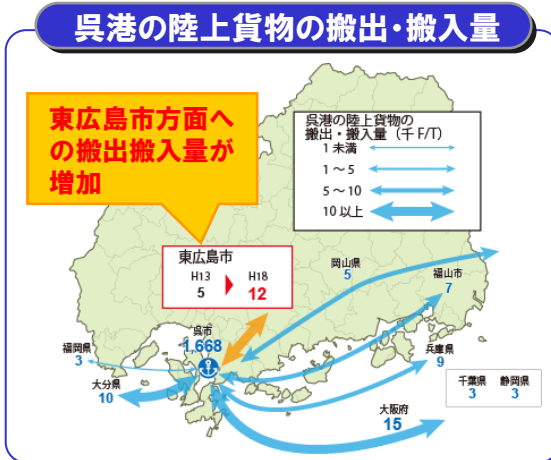 呉港の陸上貨物の搬出・搬入量
東広島市方面へ
の搬出搬入量が
増加
呉港の陸上貨物の
搬出・搬入量(千F/T)
1未満
1～5
5～10
10以上
東広島市
H13 H18
5 12
岡山県
5
福山市
7
呉市
1,668
福岡県
3
大分県
10
兵庫県
9
千葉県 静岡県
3 3
大阪府
15